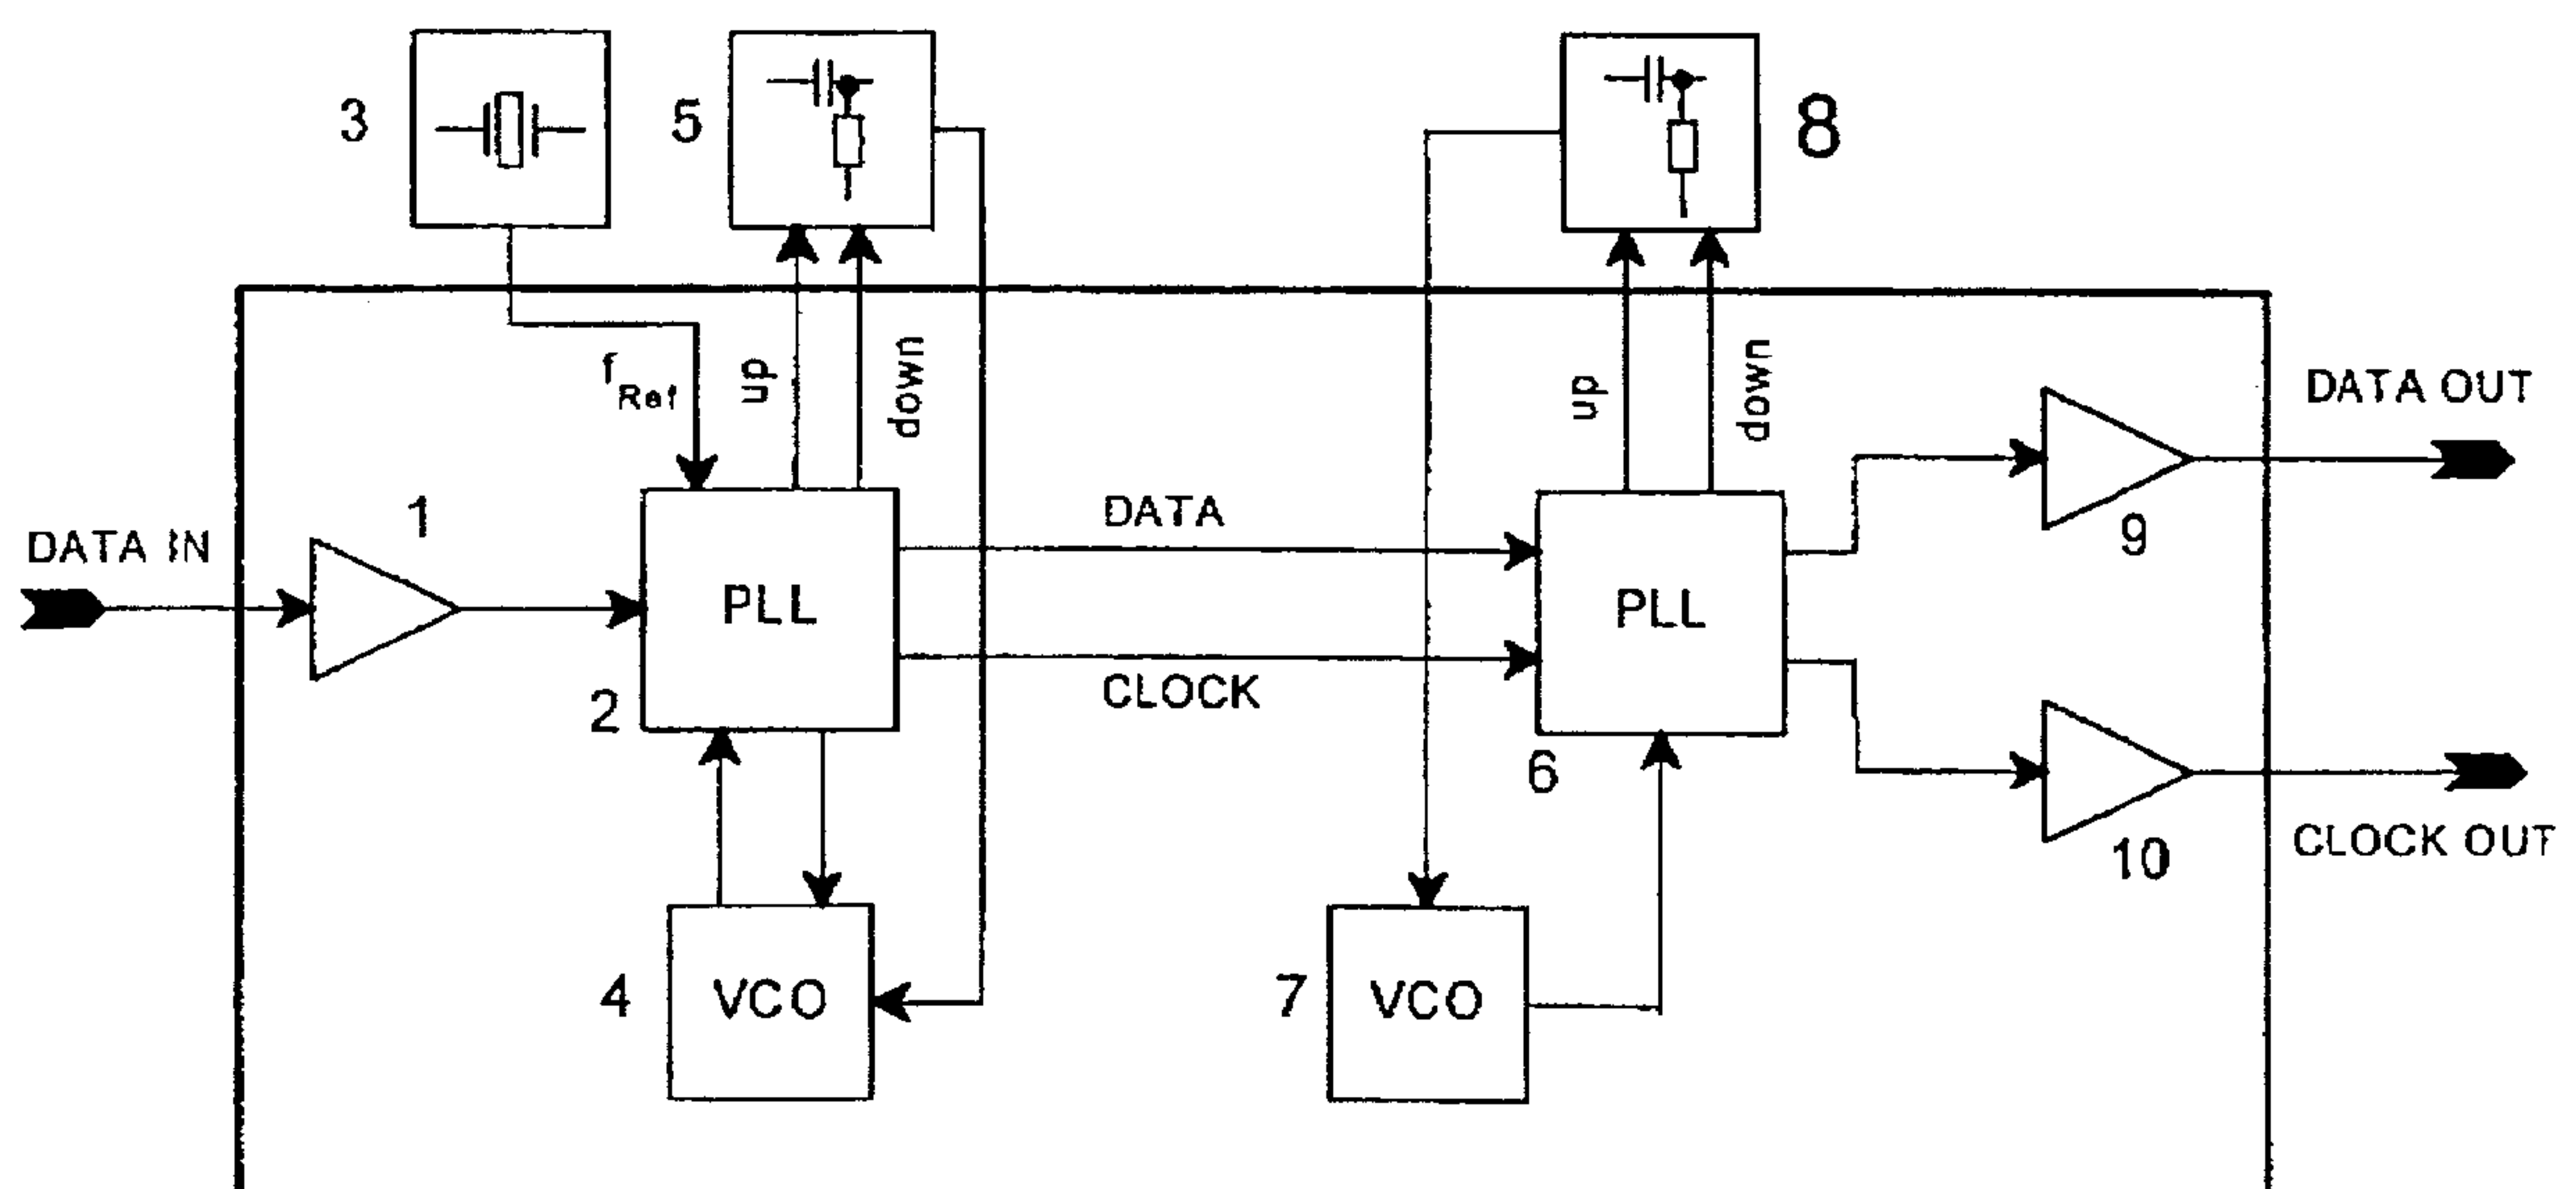 3
5
8
f Ref
up
down
up
down
DATA OUT
1
DATA IN
DATA
9
PLL
PLL
2
CLOCK
6
10
CLOCK OUT
4
VCO
7
VCO